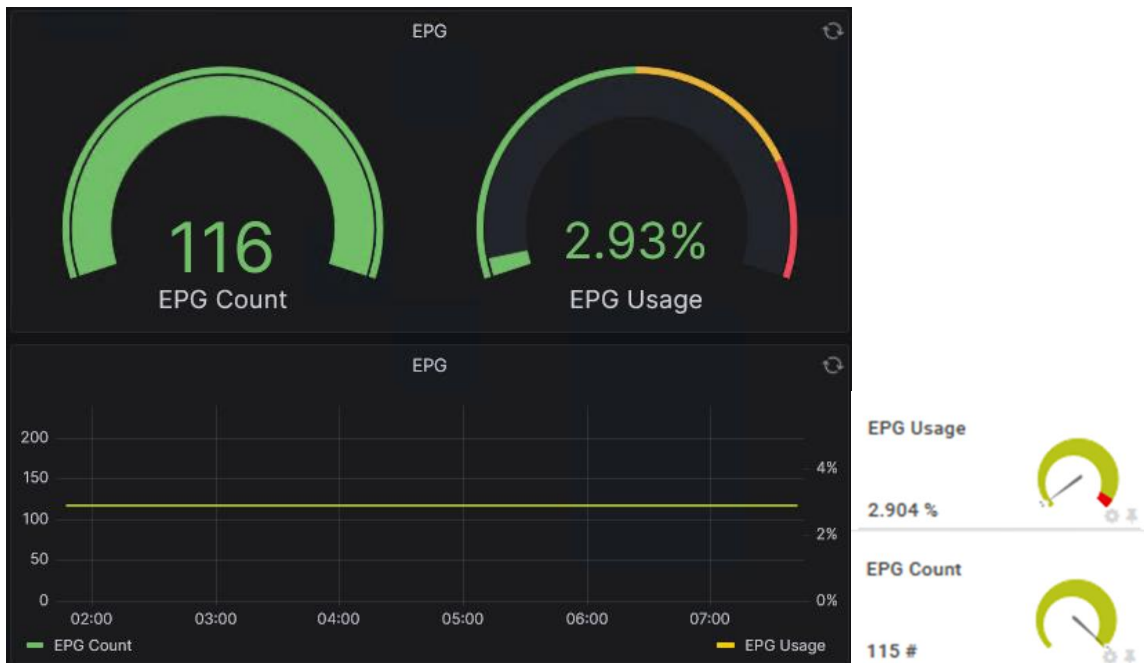 EPG
116
EPG Count
2.93%
EPG Usage
EPG
200
150
100
50
0
4%
2%
0%
02:00 03:00 04:00 05:00 06:00 07:00
EPG Count EPG Usage
EPG Usage
2.904 %
EPG Count
115 #